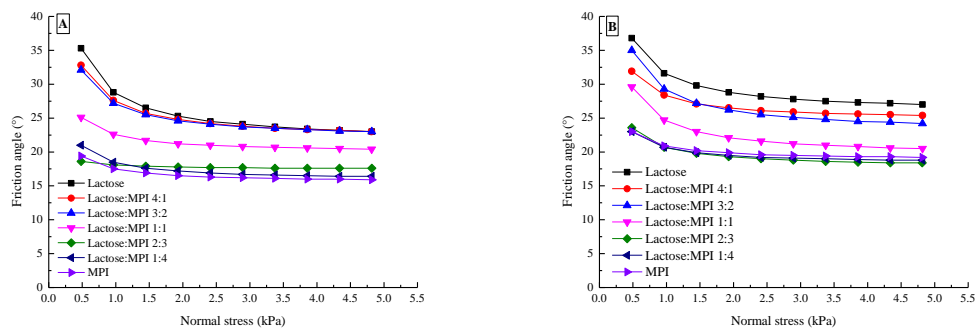 A
40
35
30
25
20
15
10
5
0
Friction angle (°)
Lactose
Lactose:MPI 4:1
Lactose:MPI 3:2
Lactose:MPI 1:1
Lactose:MPI 2:3
Lactose:MPI 1:4
MPI
0.0 0.5 1.0 1.5 2.0 2.5 3.0 3.5 4.0 4.5 5.0 5.5
Normal stress (kPa)
B
40
35
30
25
20
15
10
5
0
Friction angle (°)
Lactose
Lactose:MPI 4:1
Lactose:MPI 3:2
Lactose:MPI 1:1
Lactose:MPI 2:3
Lactose:MPI 1:4
MPI
0.0 0.5 1.0 1.5 2.0 2.5 3.0 3.5 4.0 4.5 5.0 5.5
Normal stress (kPa)